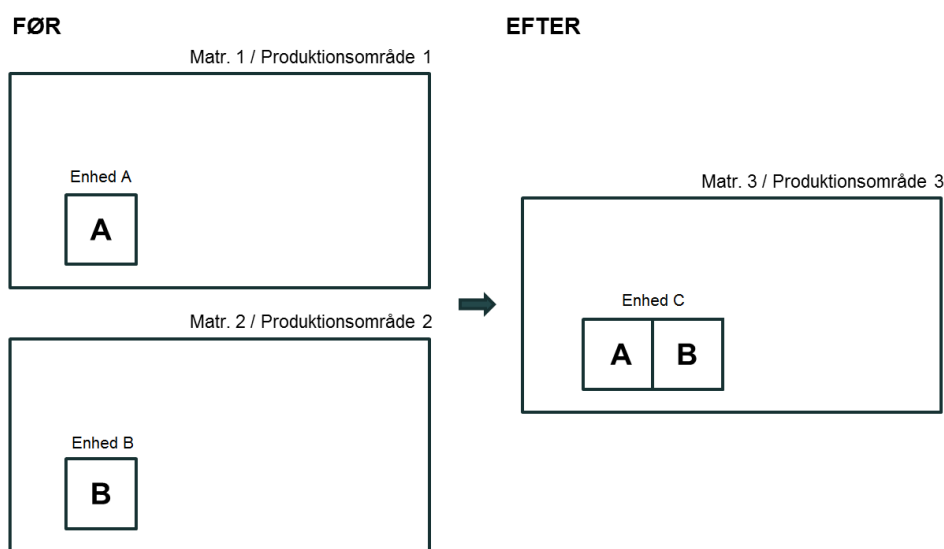 FØR
Matr. 1 / Produktionsområde 1
Enhed A
A
Matr. 2 / Produktionsområde 2
Enhed B
B
EFTER
Matr. 3 / Produktionsområde 3
Enhed C
A B